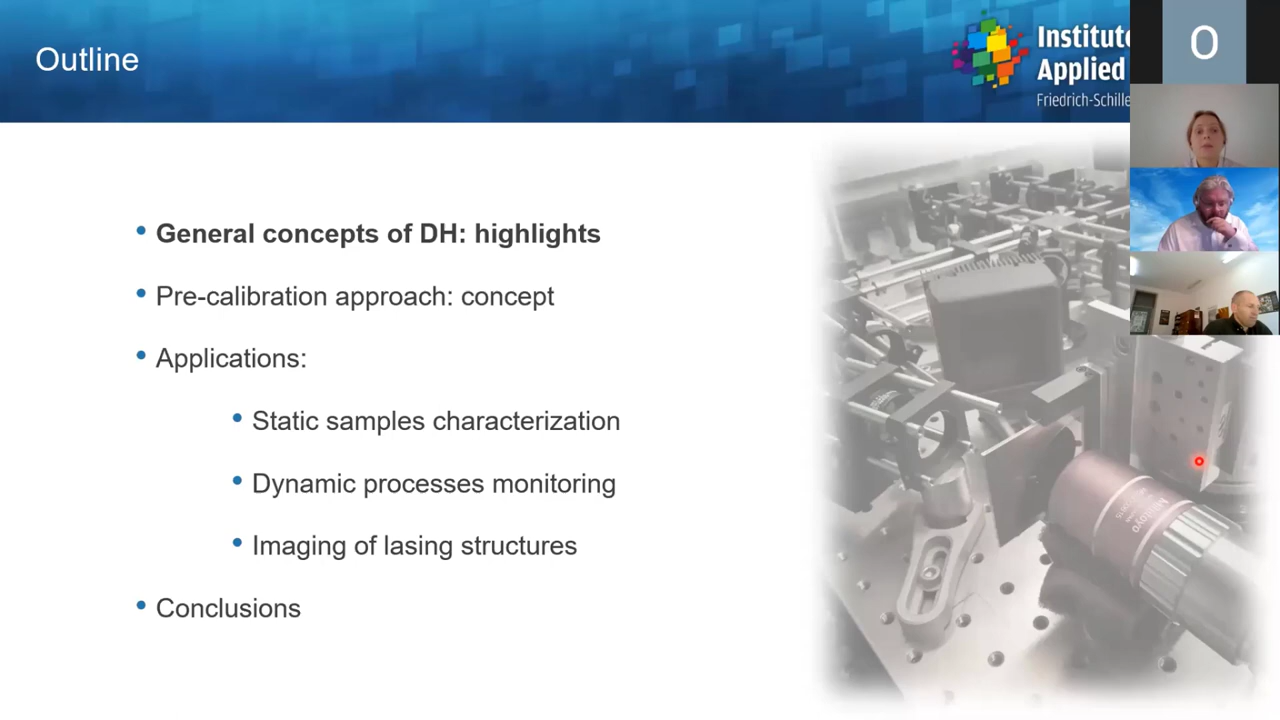 Outline
Institute
Applied
Friedrich-Schille
O
• General concepts of DH: highlights
• Pre-calibration approach: concept
• Applications:
• Static samples characterization
• Dynamic processes monitoring
• Imaging of lasing structures
• Conclusions
Mitutoyo